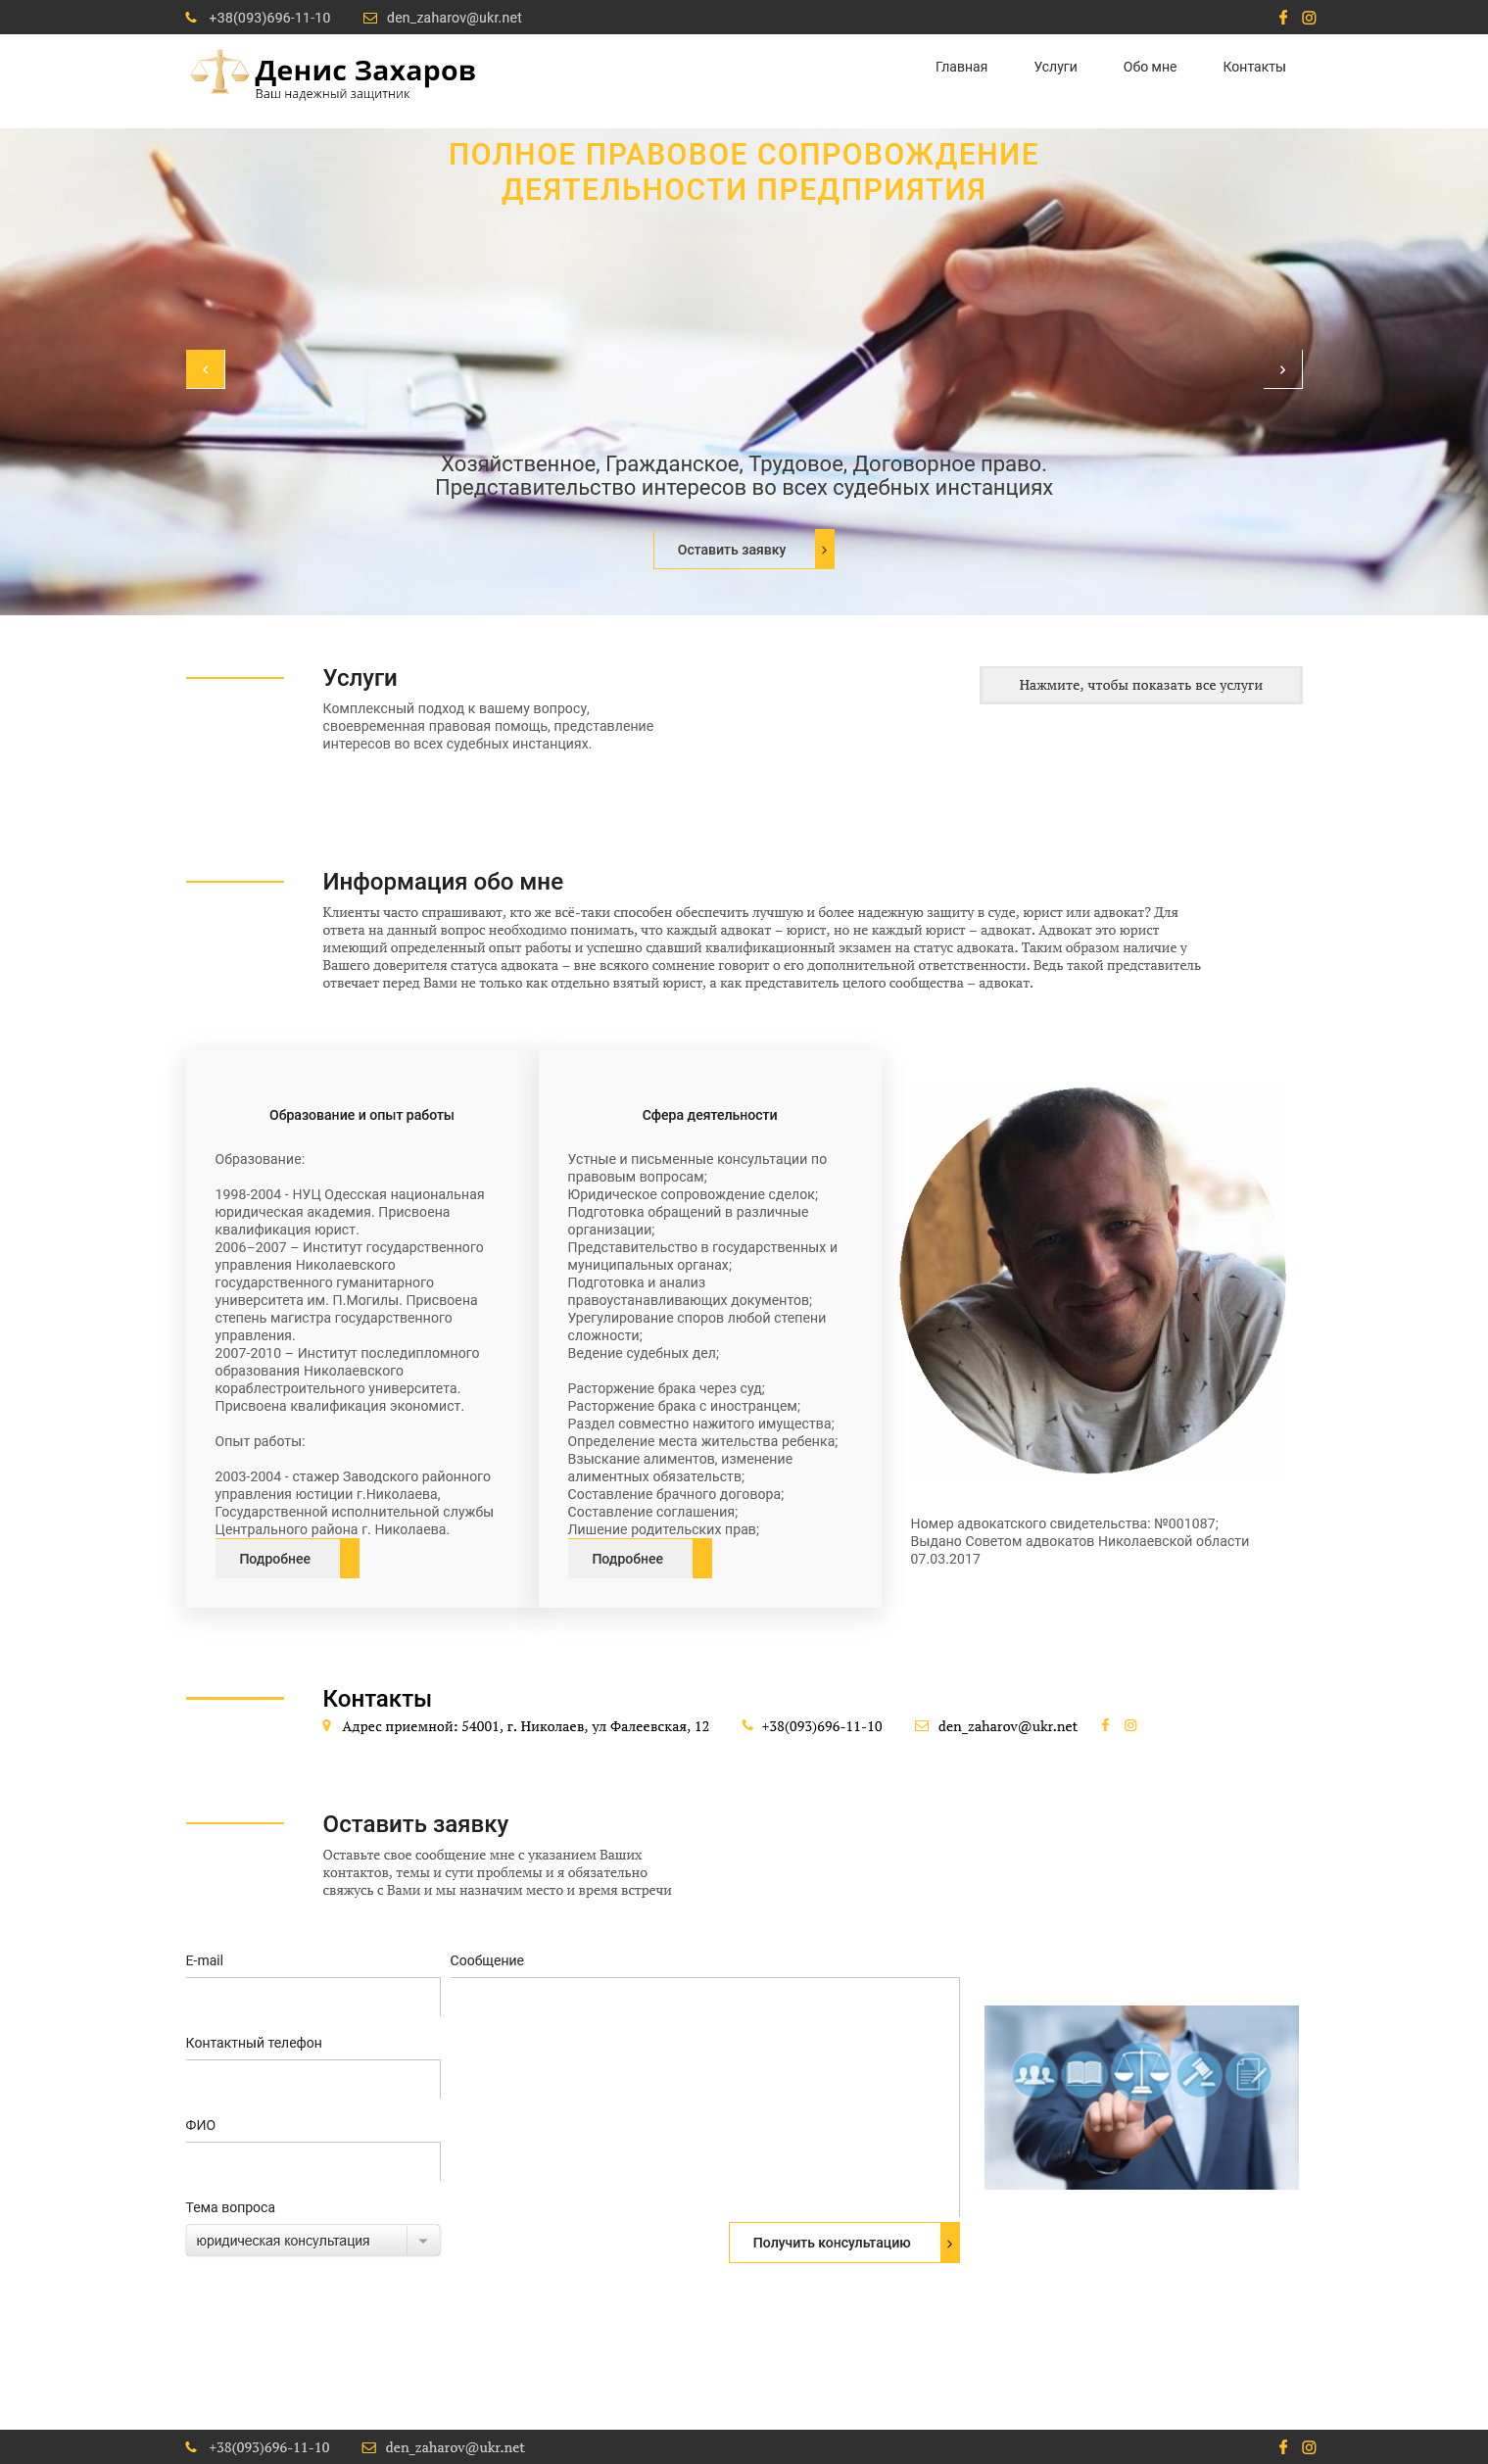 +38(093)696-11-10 den_zaharov@ukr.net
Денис Захаров
Ваш надежный защитник
Главная Услуги Обо мне Контакты
ПОЛНОЕ ПРАВОВОЕ СОПРОВОЖДЕНИЕ
ДЕЯТЕЛЬНОСТИ ПРЕДПРИЯТИЯ
Хозяйственное, Гражданское, Трудовое, Договорное право.
Представительство интересов во всех судебных инстанциях
Оставить заявку
Услуги
Нажмите, чтобы показать все услуги
Комплексный подход к вашему вопросу,
своевременная правовая помощь, представление
интересов во всех судебных инстанциях.
Информация обо мне
Клиенты часто спрашивают, кто же всё-таки способен обеспечить лучшую и более надежную защиту в суде, юрист или адвокат? Для
ответа на данный вопрос необходимо понимать, что каждый адвокат – юрист, но не каждый юрист – адвокат. Адвокат это юрист
имеющий определенный опыт работы и успешно сдавший квалификационный экзамен на статус адвоката. Таким образом наличие у
Вашего доверителя статуса адвоката – вне всякого сомнение говорит о его дополнительной ответственности. Ведь такой представитель
отвечает перед Вами не только как отдельно взятый юрист, а как представитель целого сообщества – адвокат.
Образование и опыт работы
Образование:
1998-2004 - НУЦ Одесская национальная
юридическая академия. Присвоена
квалификация юрист.
2006–2007 – Институт государственного
управления Николаевского
государственного гуманитарного
университета им. П.Могилы. Присвоена
степень магистра государственного
управления.
2007-2010 – Институт последипломного
образования Николаевского
кораблестроительного университета.
Присвоена квалификация экономист.
Опыт работы:
2003-2004 - стажер Заводского районного
управления юстиции г.Николаева,
Государственной исполнительной службы
Центрального района г. Николаева.
Подробнее
Сфера деятельности
Устные и письменные консультации по
правовым вопросам;
Юридическое сопровождение сделок;
Подготовка обращений в различные
организации;
Представительство в государственных и
муниципальных органах;
Подготовка и анализ
правоустанавливающих документов;
Урегулирование споров любой степени
сложности;
Ведение судебных дел;
Расторжение брака через суд;
Расторжение брака с иностранцем;
Раздел совместно нажитого имущества;
Определение места жительства ребенка;
Взыскание алиментов, изменение
алиментных обязательств;
Составление брачного договора;
Составление соглашения;
Лишение родительских прав;
Подробнее
Номер адвокатского свидетельства: №001087;
Выдано Советом адвокатов Николаевской области
07.03.2017
Контакты
Адрес приемной: 54001, г. Николаев, ул Фалеевская, 12 +38(093)696-11-10 den_zaharov@ukr.net
Оставить заявку
Оставьте свое сообщение мне с указанием Ваших
контактов, темы и сути проблемы и я обязательно
свяжусь с Вами и мы назначим место и время встречи
E-mail
Контактный телефон
ФИО
Тема вопроса
юридическая консультация
Сообщение
Получить консультацию
+38(093)696-11-10 den_zaharov@ukr.net